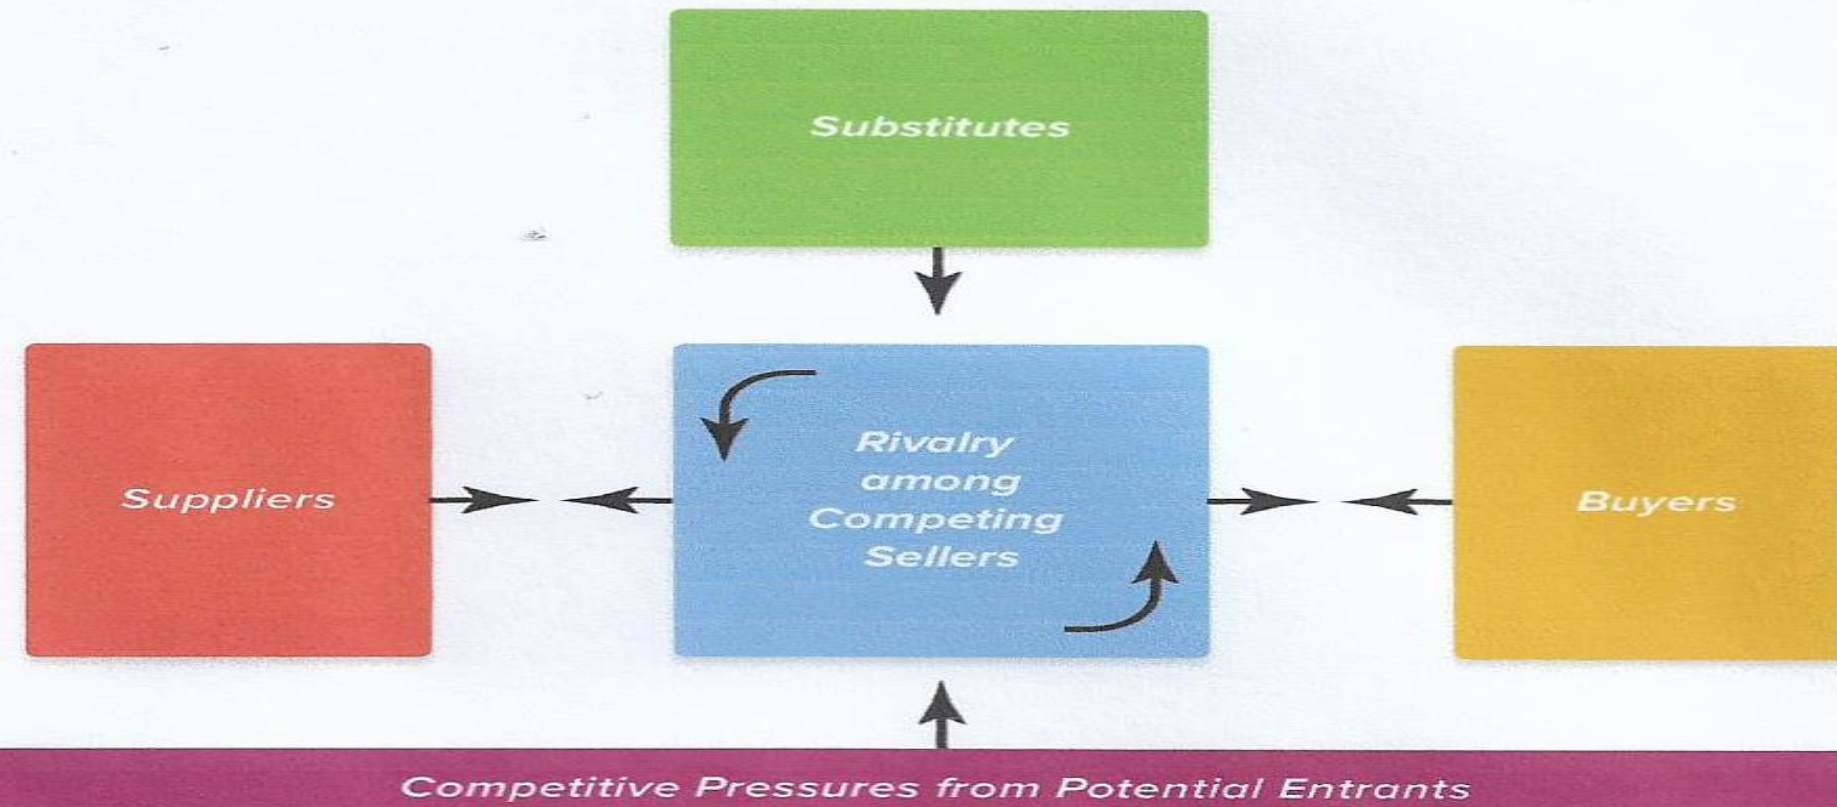 Substitutes
Suppliers
Rivalry
among
Competing
Sellers
Buyers
Competitive Pressures from Potential Entrants